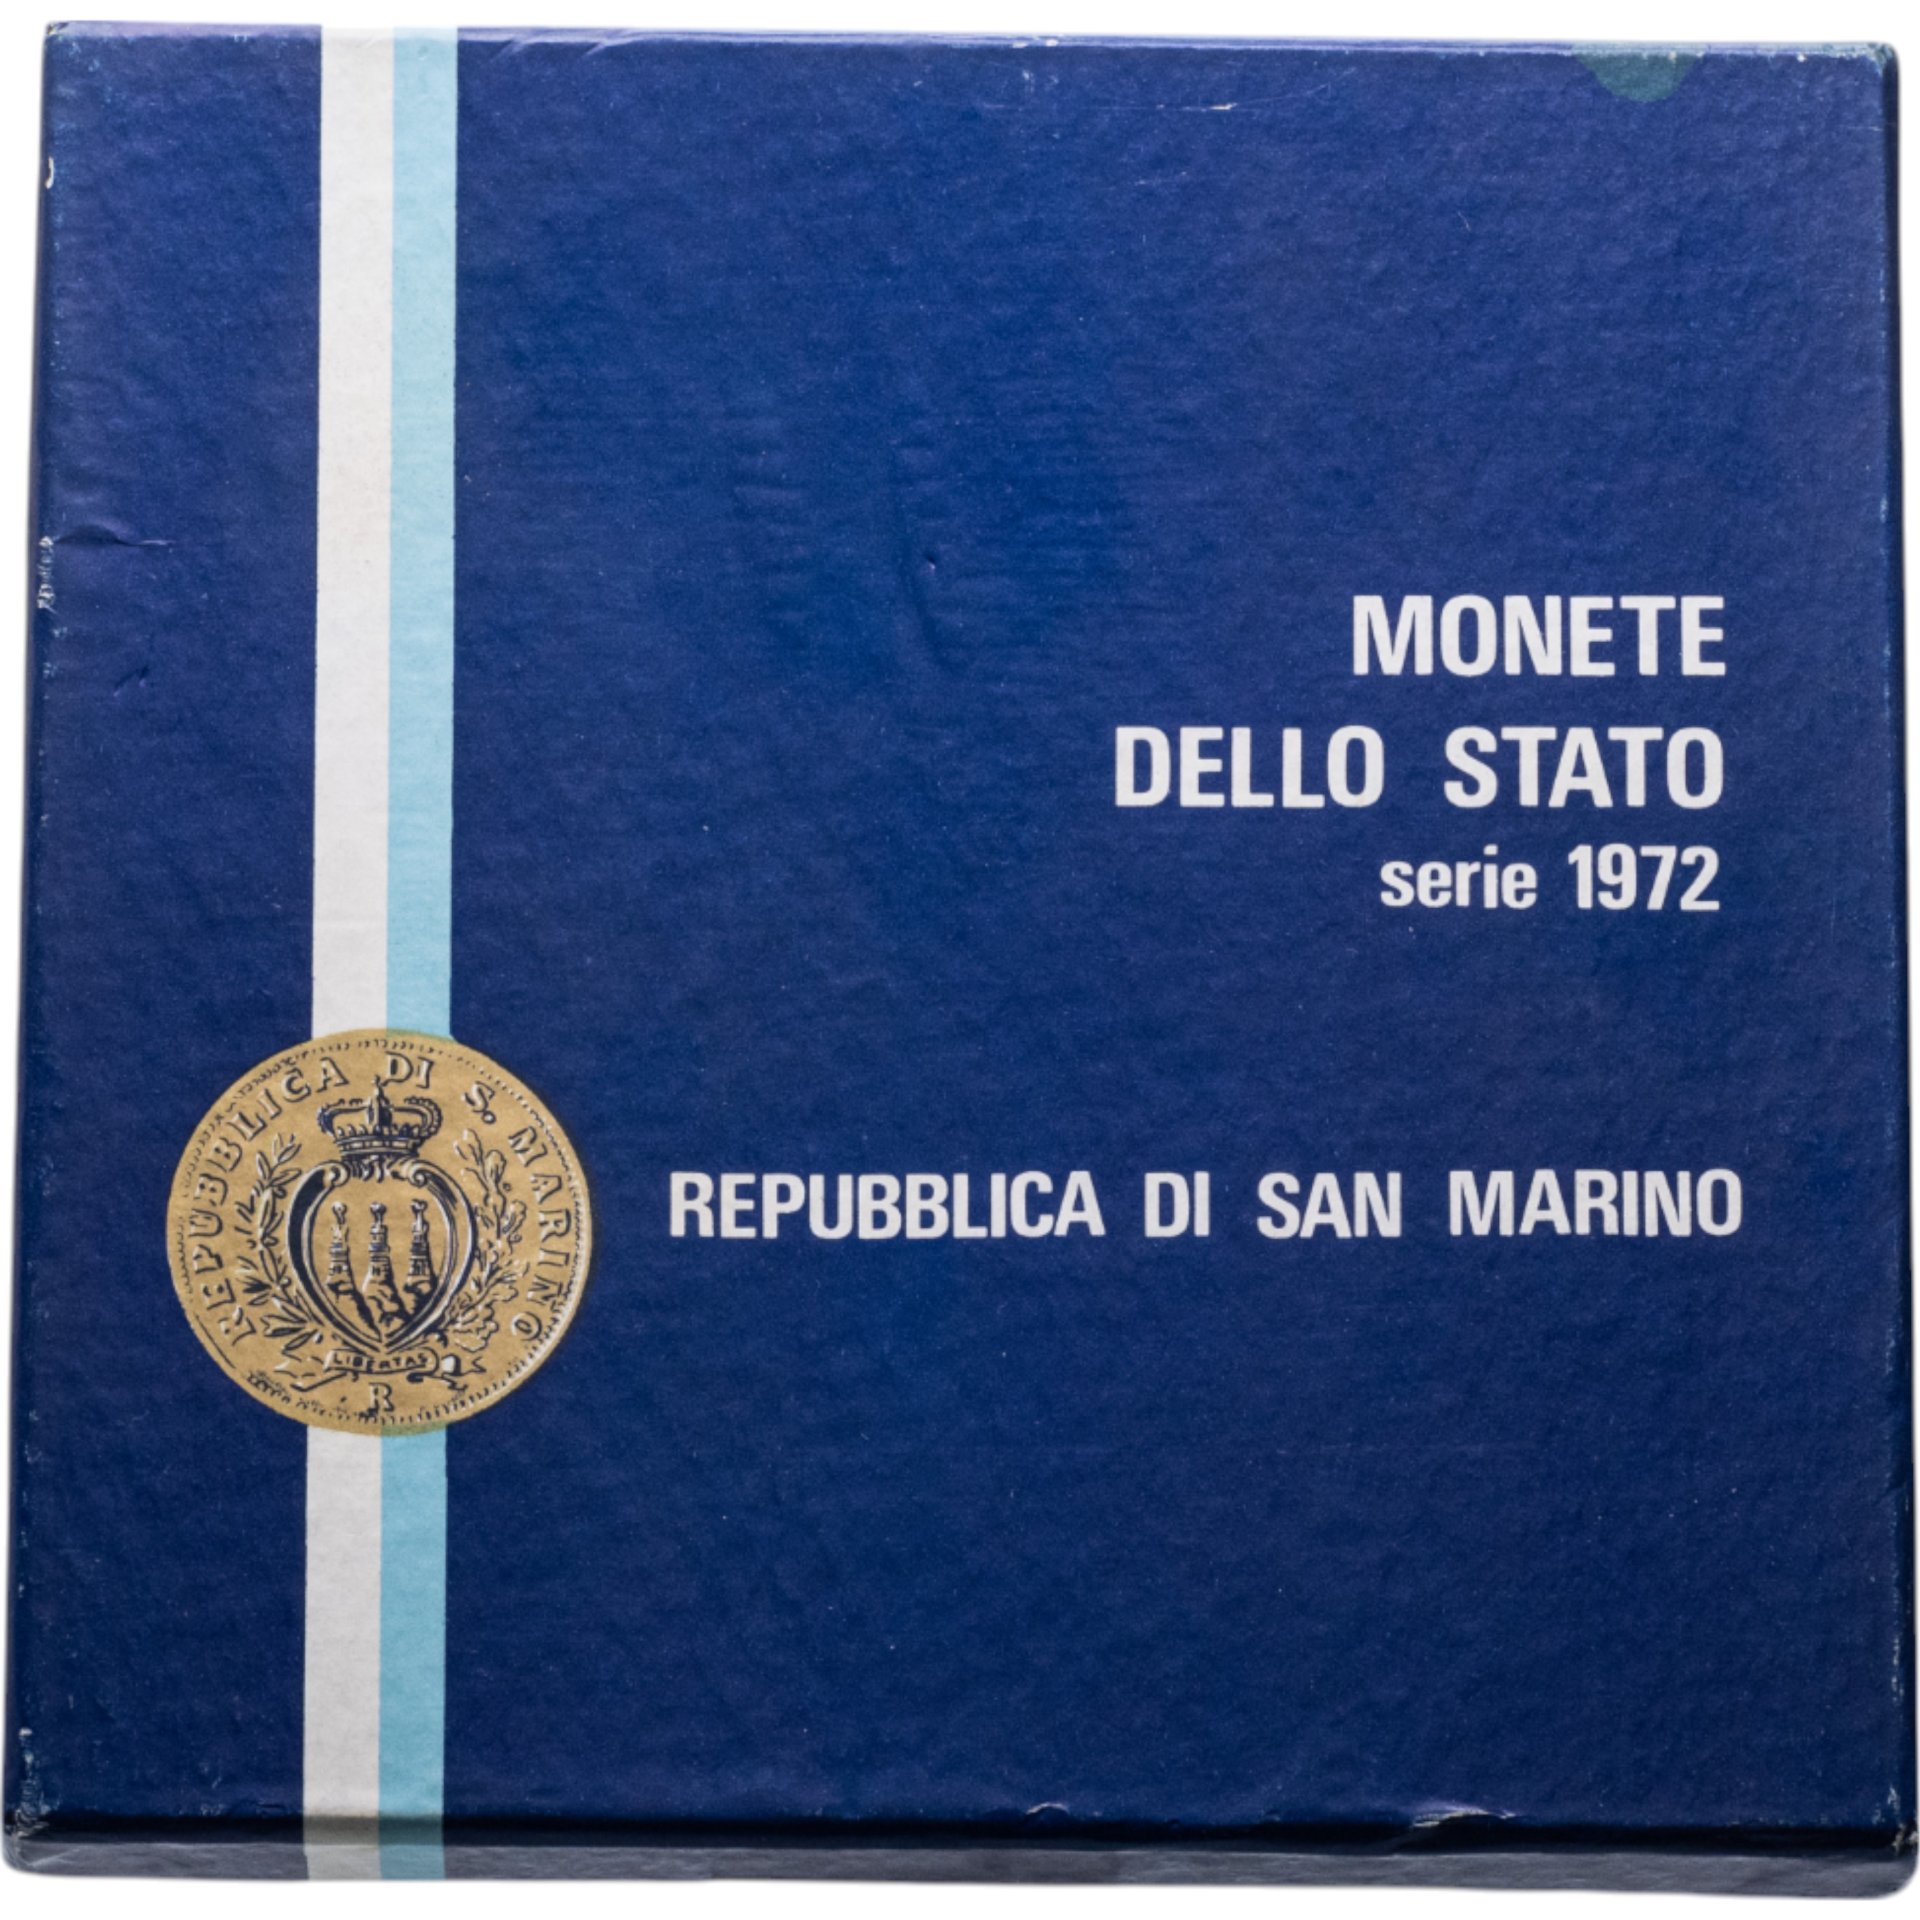 MONETE
DELLO STATO
serie 1972
REPUBBLICA DI SAN MARINO
REPUBBLICA DI S. MARINO
LIBERTAS
R